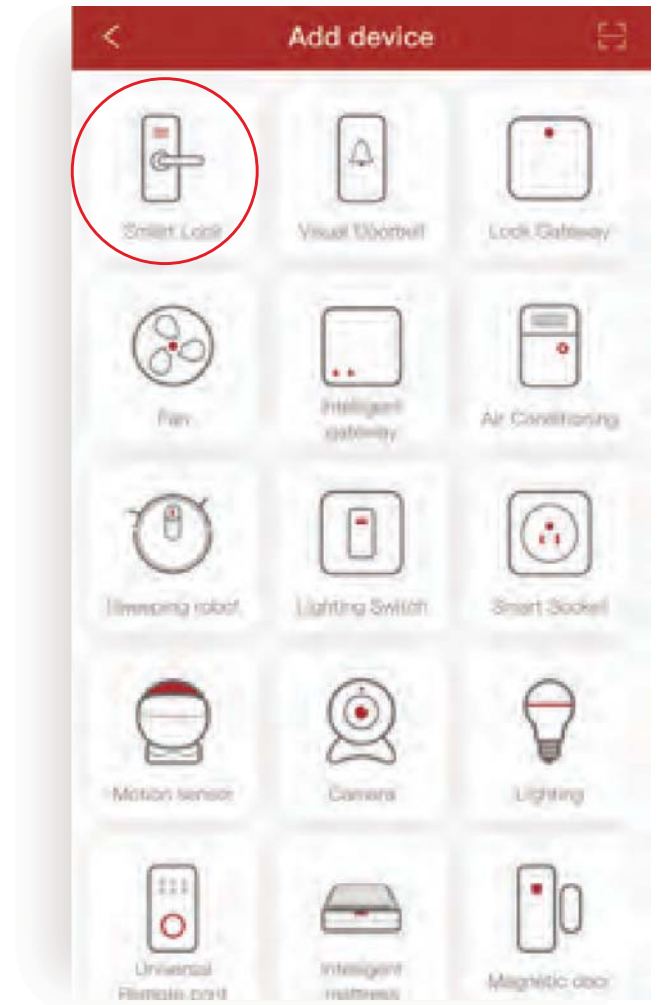 Add device
Smart Lock
Visual Doorbell
Lock Gateway
Fan
Intelligent
gateway
Air Conditioning
Sweeping robot
Lighting Switch
Smart Socket
Motion sensor
Camera
Lighting
Universal
Remote
Intelligent
mattress
Magnetic door